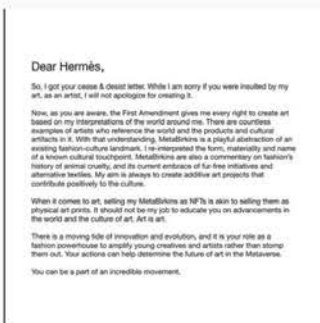 Dear Hermès,
So, I got your cease & desist letter. While I am sorry if you were insulted by my
art, as an artist, I will not apologize for creating it.
Now, as you are aware, the First Amendment gives me every right to create art
based on my interpretations of the world around me. There are countless
examples of artists who reference the world and the products and cultural
artifacts in it. With that understanding, MetaBirkins is a playful abstraction of an
existing fashion-culture landmark. I re-interpreted the form, materiality and name
of a known cultural touchpoint. MetaBirkins are also a commentary on fashion's
history of animal cruelty, and its current embrace of fur-free initiatives and
alternative textiles. My aim is always to create additive art projects that
contribute positively to the culture.
When it comes to art, selling my MetaBirkins as NFTs is akin to selling them as
physical art prints. It should not be my job to educate you on advancements in
the world and the culture of art. Art is art.
There is a moving tide of innovation and evolution, and it is your role as a
fashion powerhouse to amplify young creatives and artists rather than stomp
them out. Your actions can help determine the future of art in the Metaverse.
You can be a part of an incredible movement.